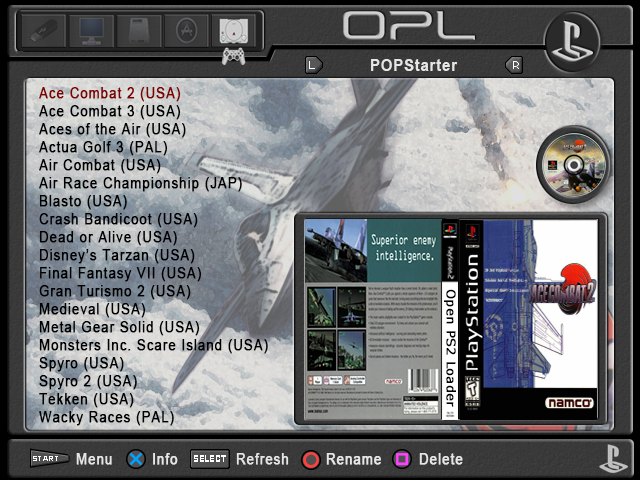 OPL
L
POPStarter
R
Ace Combat 2 (USA)
Ace Combat 3 (USA)
Aces of the Air (USA)
Actua Golf 3 (PAL)
Air Combat (USA)
Air Race Championship (JAP)
Blasto (USA)
Crash Bandicoot (USA)
Dead or Alive (USA)
Disney's Tarzan (USA)
Final Fantasy VII (USA)
Gran Turismo 2 (USA)
Medieval (USA)
Metal Gear Solid (USA)
Monsters Inc. Scare Island (USA)
Spyro (USA)
Spyro 2 (USA)
Tekken (USA)
Wacky Races (PAL)
Superior enemy
intelligence.
namco
PlayStation 2
Open PS2 Loader
PlayStation
ACE COMBAT 2
namco
START Menu
Info
SELECT Refresh
Rename
Delete